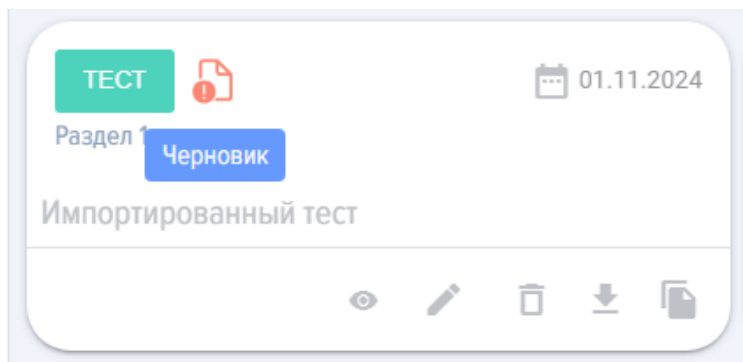 ТЕСТ
01.11.2024
Раздел 1
Черновик
Импортированный тест